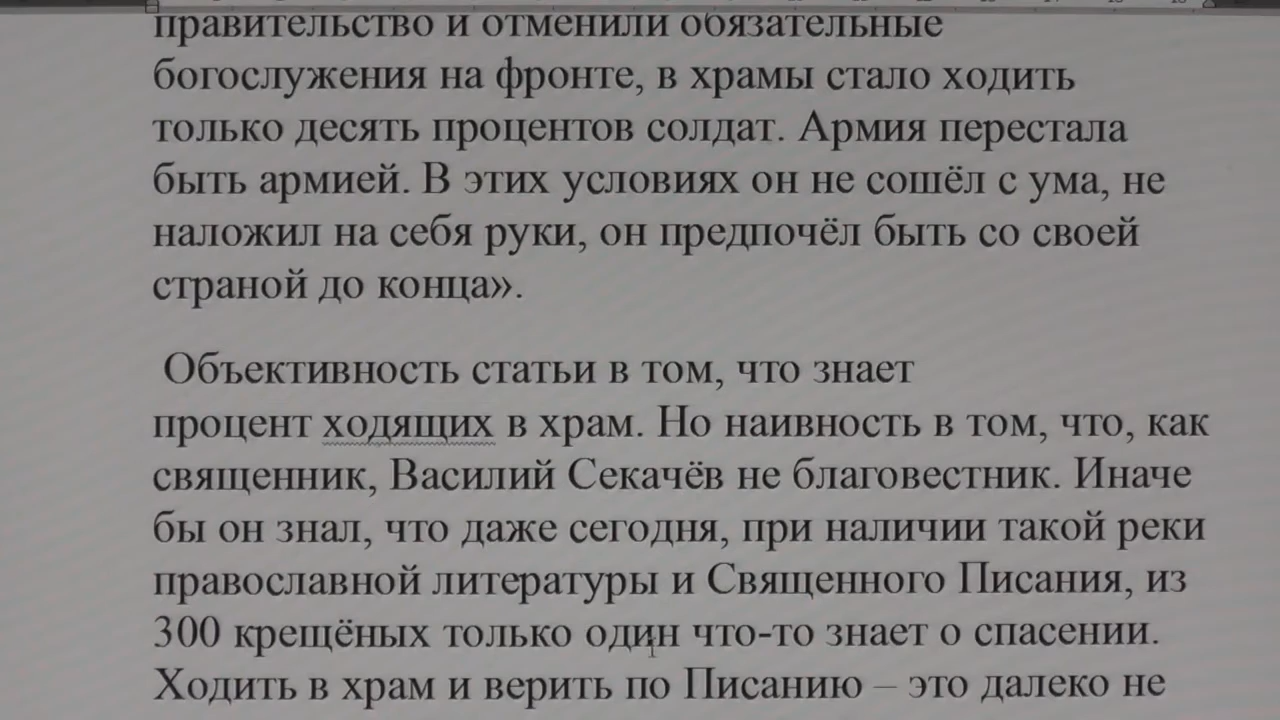 правительство и отменили обязательные
богослужения на фронте, в храмы стало ходить
только десять процентов солдат. Армия перестала
быть армией. В этих условиях он не сошёл с ума, не
наложил на себя руки, он предпочёл быть со своей
страной до конца».
Объективность статьи в том, что знает
процент ходящих в храм. Но наивность в том, что, как
священник, Василий Секачёв не благовестник. Иначе
бы он знал, что даже сегодня, при наличии такой реки
православной литературы и Священного Писания, из
300 крещёных только один что-то знает о спасении.
Ходить в храм и верить по Писанию – это далеко не